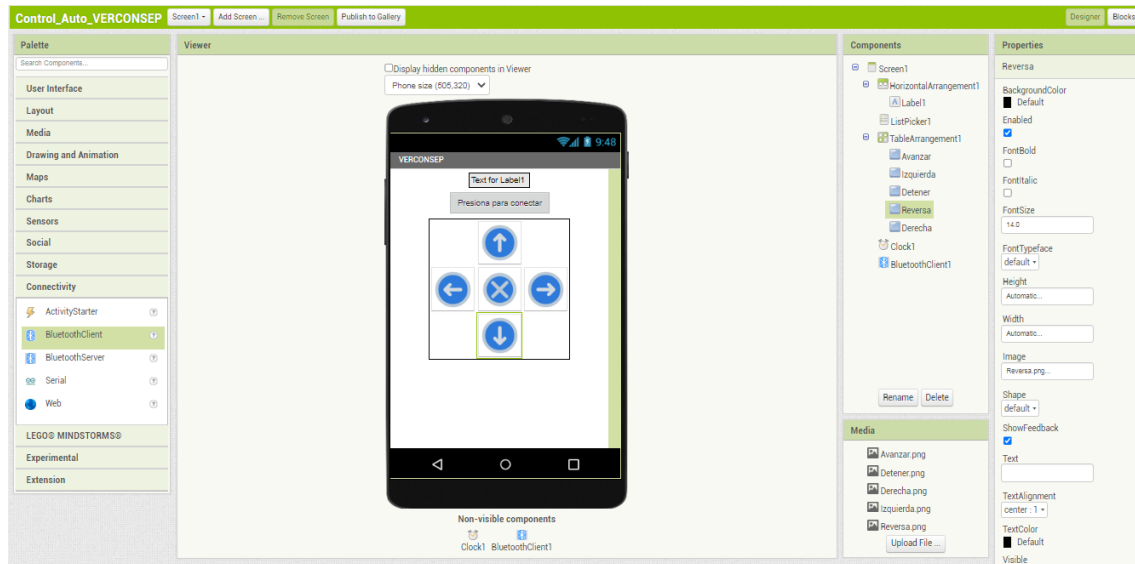 Control_Auto_VERCONSEP Screen1 Add Screen ... Remove Screen Publish to Gallery Designer Blocks
Palette
Search Components...
User Interface
Layout
Media
Drawing and Animation
Maps
Charts
Sensors
Social
Storage
Connectivity
ActivityStarter
BluetoothClient
BluetoothServer
Serial
Web
LEGO® MINDSTORMS®
Experimental
Extension
Viewer
Display hidden components in Viewer
Phone size (505,320)
9:48
VERCONSEP
Text for Label1
Presiona para conectar
Non-visible components
Clock1 BluetoothClient1
Components
Screen1
HorizontalArrangement1
A Label1
ListPicker1
TableArrangement1
Avanzar
Izquierda
Detener
Reversa
Derecha
Clock1
BluetoothClient1
Rename Delete
Media
Avanzar.png
Detener.png
Derecha.png
Izquierda.png
Reversa.png
Upload File ...
Properties
Reversa
BackgroundColor
Default
Enabled
FontBold
FontItalic
FontSize
14.0
FontTypeface
default
Height
Automatic...
Width
Automatic...
Image
Reversa.png...
Shape
default
ShowFeedback
Text
TextAlignment
center : 1
TextColor
Default
Visible